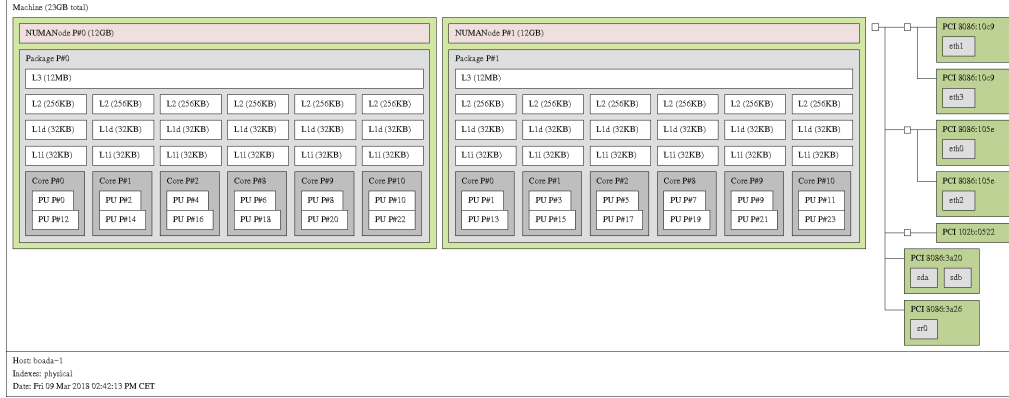 Machine (23GB total)
NUMANode P#0 (12GB)
Package P#0
L3 (12MB)
L2 (256KB) L2 (256KB) L2 (256KB) L2 (256KB) L2 (256KB) L2 (256KB)
L1d (32KB) L1d (32KB) L1d (32KB) L1d (32KB) L1d (32KB) L1d (32KB)
L1i (32KB) L1i (32KB) L1i (32KB) L1i (32KB) L1i (32KB) L1i (32KB)
Core P#0 Core P#1 Core P#2 Core P#8 Core P#9 Core P#10
PU P#0 PU P#2 PU P#4 PU P#6 PU P#8 PU P#10
PU P#12 PU P#14 PU P#16 PU P#18 PU P#20 PU P#22
NUMANode P#1 (12GB)
Package P#1
L3 (12MB)
L2 (256KB) L2 (256KB) L2 (256KB) L2 (256KB) L2 (256KB) L2 (256KB)
L1d (32KB) L1d (32KB) L1d (32KB) L1d (32KB) L1d (32KB) L1d (32KB)
L1i (32KB) L1i (32KB) L1i (32KB) L1i (32KB) L1i (32KB) L1i (32KB)
Core P#0 Core P#1 Core P#2 Core P#8 Core P#9 Core P#10
PU P#1 PU P#3 PU P#5 PU P#7 PU P#9 PU P#11
PU P#13 PU P#15 PU P#17 PU P#19 PU P#21 PU P#23
PCI 8086:10c9
eth1
PCI 8086:10c9
eth3
PCI 8086:105e
eth0
PCI 8086:105e
eth2
PCI 102b:0522
PCI 8086:3a20
sda sdb
PCI 8086:3a26
sr0
Host: boada-1
Indexes: physical
Date: Fri 09 Mar 2018 02:42:13 PM CET